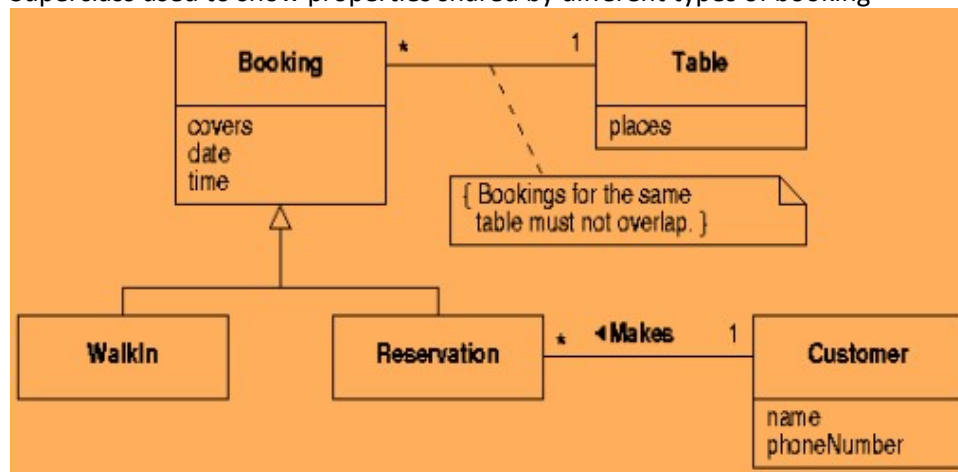 Superclass used to show properties shared by different types of booking
Booking
*
1
Table
covers
date
time
places
{ Bookings for the same
table must not overlap. }
WalkIn
Reservation
*
◄Makes
1
Customer
name
phoneNumber